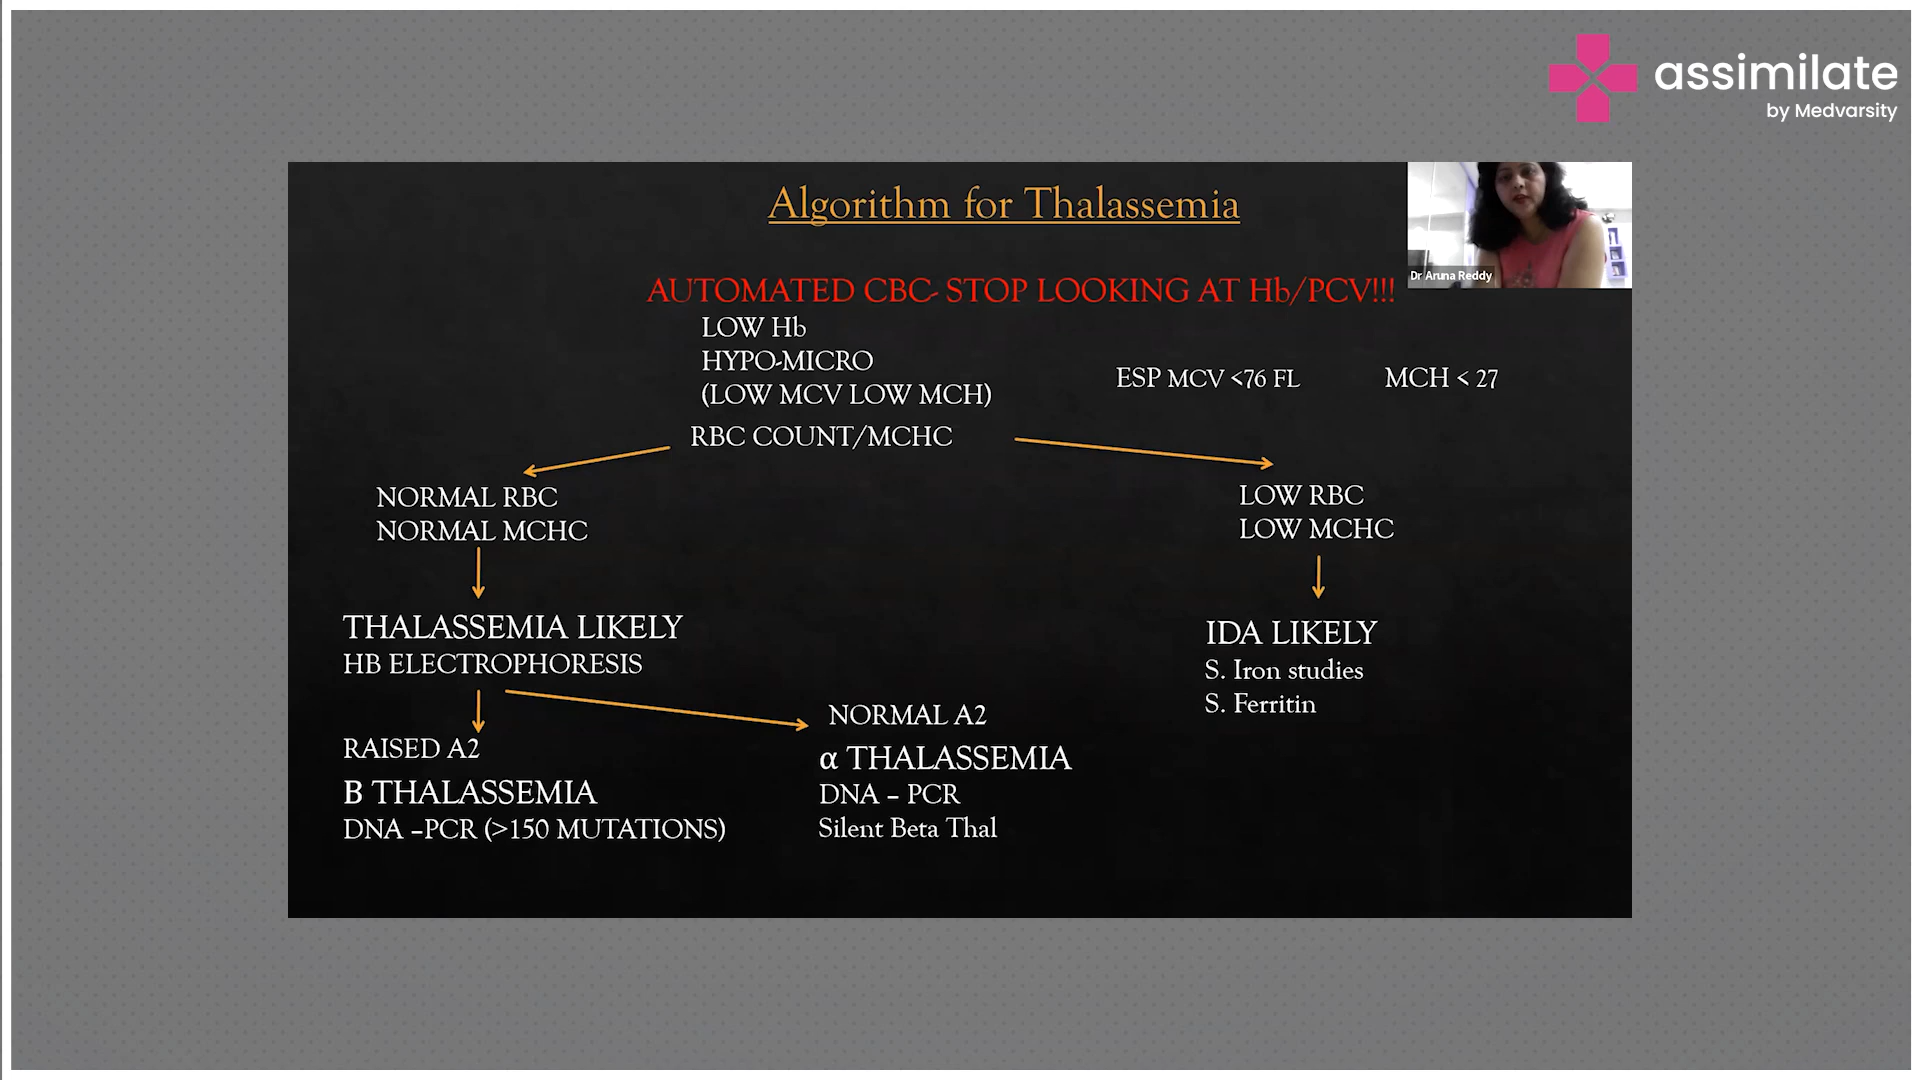 assimilate
by Medvarsity
Algorithm for Thalassemia
Dr Aruna Reddy
AUTOMATED CBC- STOP LOOKING AT Hb/PCV!!!
LOW Hb
HYPO-MICRO
(LOW MCV LOW MCH)
ESP MCV <76 FL
MCH < 27
RBC COUNT/MCHC
NORMAL RBC
NORMAL MCHC
LOW RBC
LOW MCHC
THALASSEMIA LIKELY
HB ELECTROPHORESIS
IDA LIKELY
S. Iron studies
S. Ferritin
RAISED A2
B THALASSEMIA
DNA –PCR (>150 MUTATIONS)
NORMAL A2
α THALASSEMIA
DNA – PCR
Silent Beta Thal